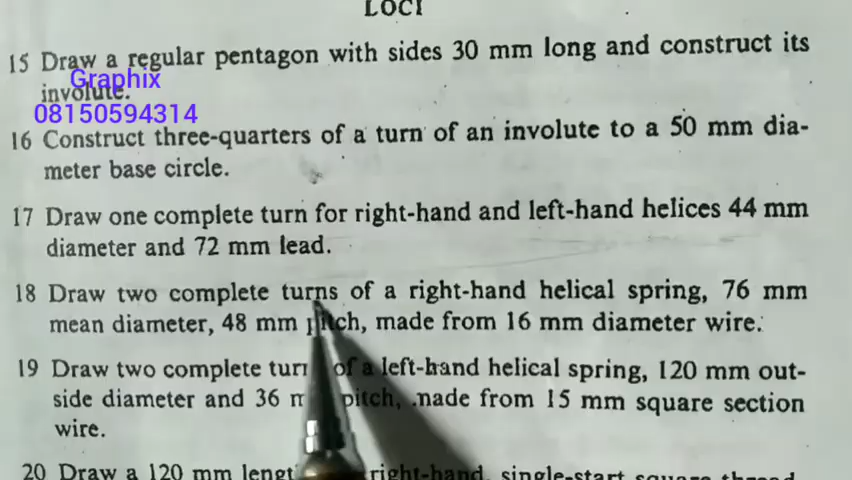 LOCI
15 Draw a regular pentagon with sides 30 mm long and construct its
Graphix
involute.
08150594314
16 Construct three-quarters of a turn of an involute to a 50 mm dia-
meter base circle.
17 Draw one complete turn for right-hand and left-hand helices 44 mm
diameter and 72 mm lead.
18 Draw two complete turns of a right-hand helical spring, 76 mm
mean diameter, 48 mm pitch, made from 16 mm diameter wire.
19 Draw two complete of a left-hand helical spring, 120 mm out-
side diameter and 36 pitch, made from 15 mm square section
wire.
20 Draw a 120 mm right-hand, single-start square thread